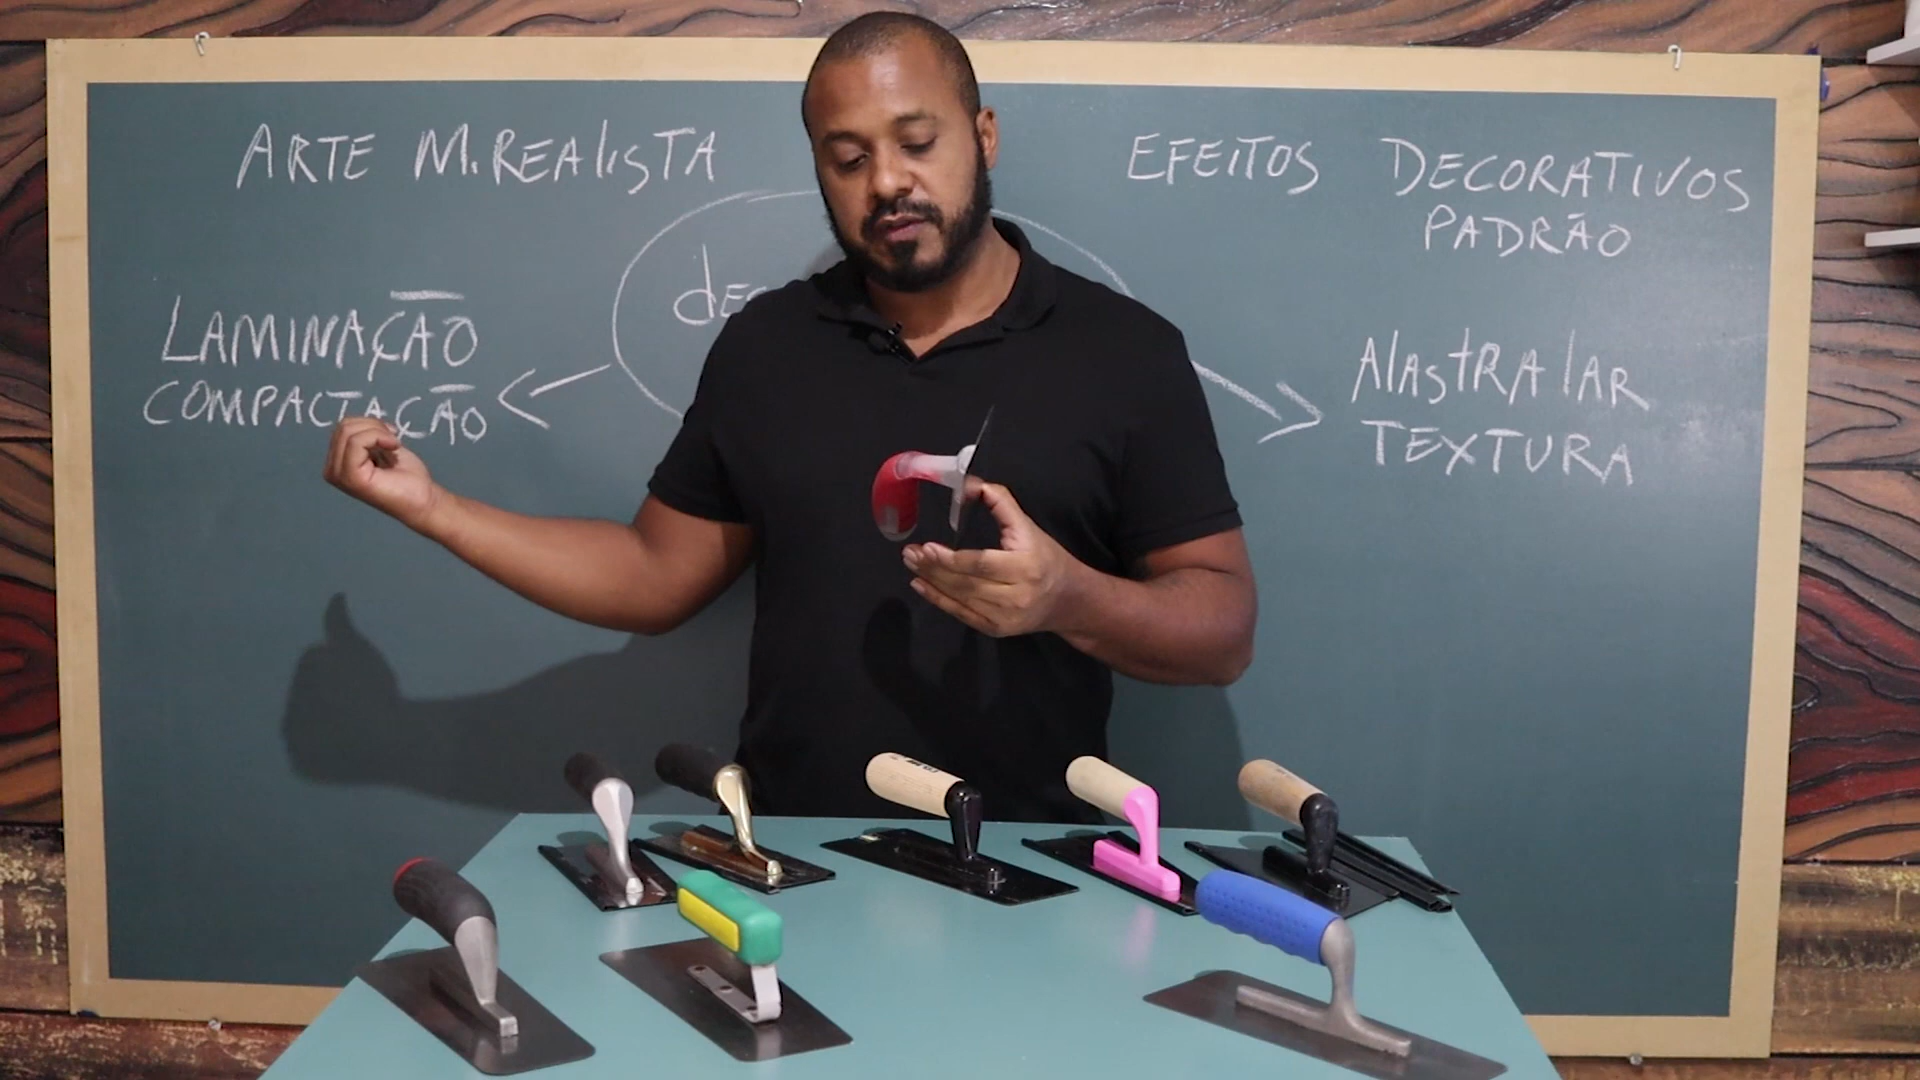 ARTE M.REAlisTA
EFEITOS DECORATIVOS
PADRÃO
LAMINAÇÃO
COMPACTAÇÃO
AlAstRAlAR
TEXTURA